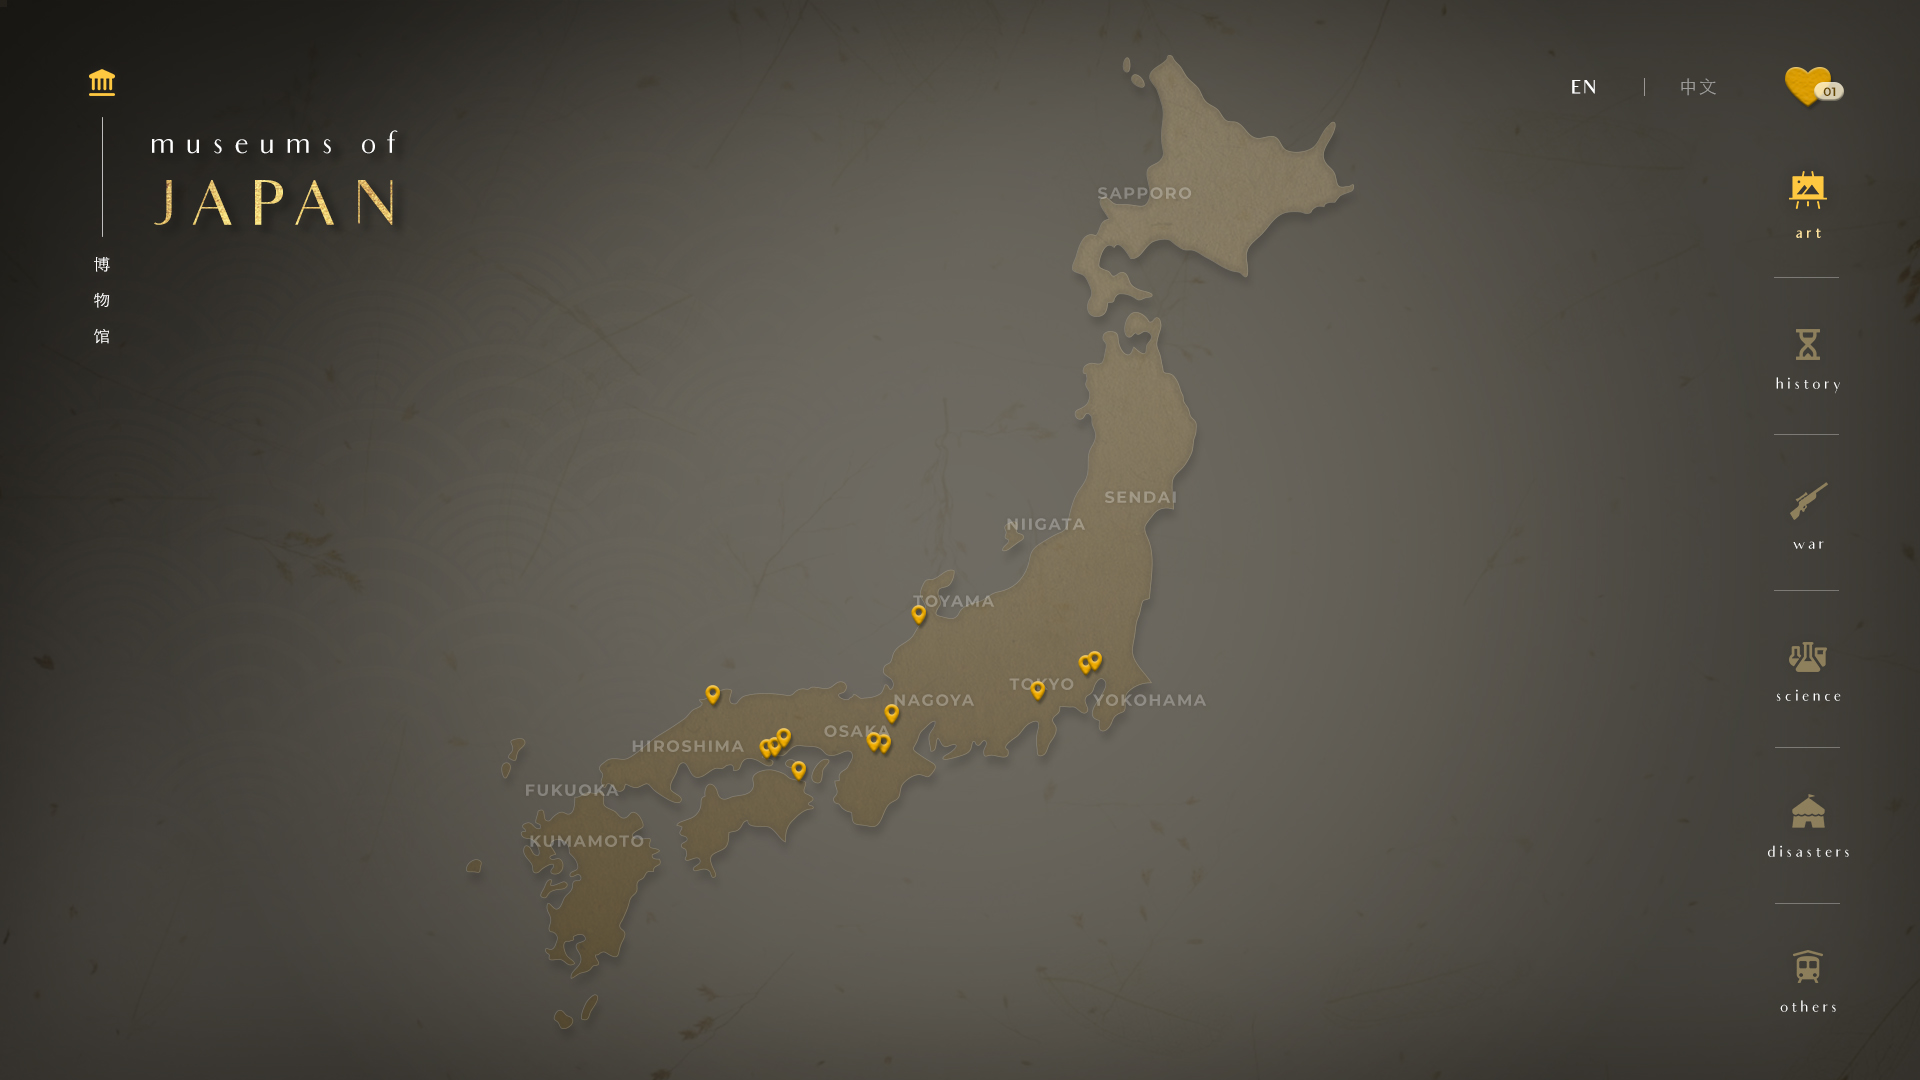 museums of
JAPAN
博
物
馆
EN
中文
01
art
history
war
science
disasters
others
SAPPORO
SENDAI
NIIGATA
TOYAMA
TOKYO
YOKOHAMA
NAGOYA
OSAKA
HIROSHIMA
FUKUOKA
KUMAMOTO